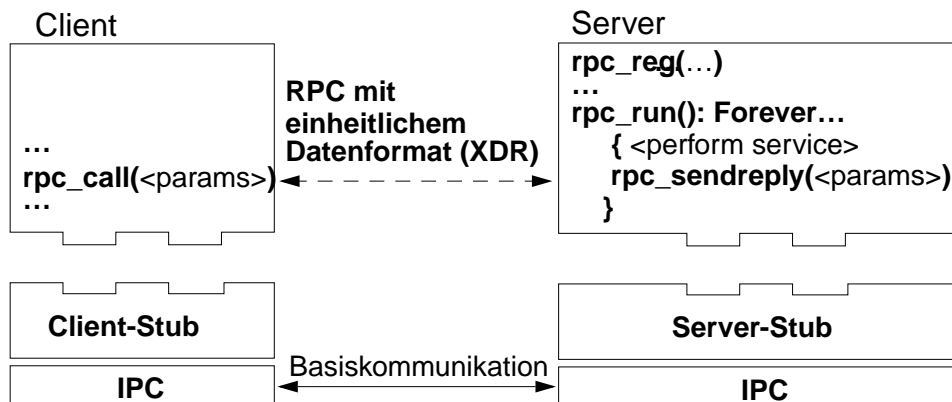 Client
Server
…
rpc_call(<params>)
…
RPC mit
einheitlichem
Datenformat (XDR)
rpc_reg(…)
…
rpc_run(): Forever…
{ <perform service>
rpc_sendreply(<params>)
}
Client-Stub
Server-Stub
IPC
Basiskommunikation
IPC